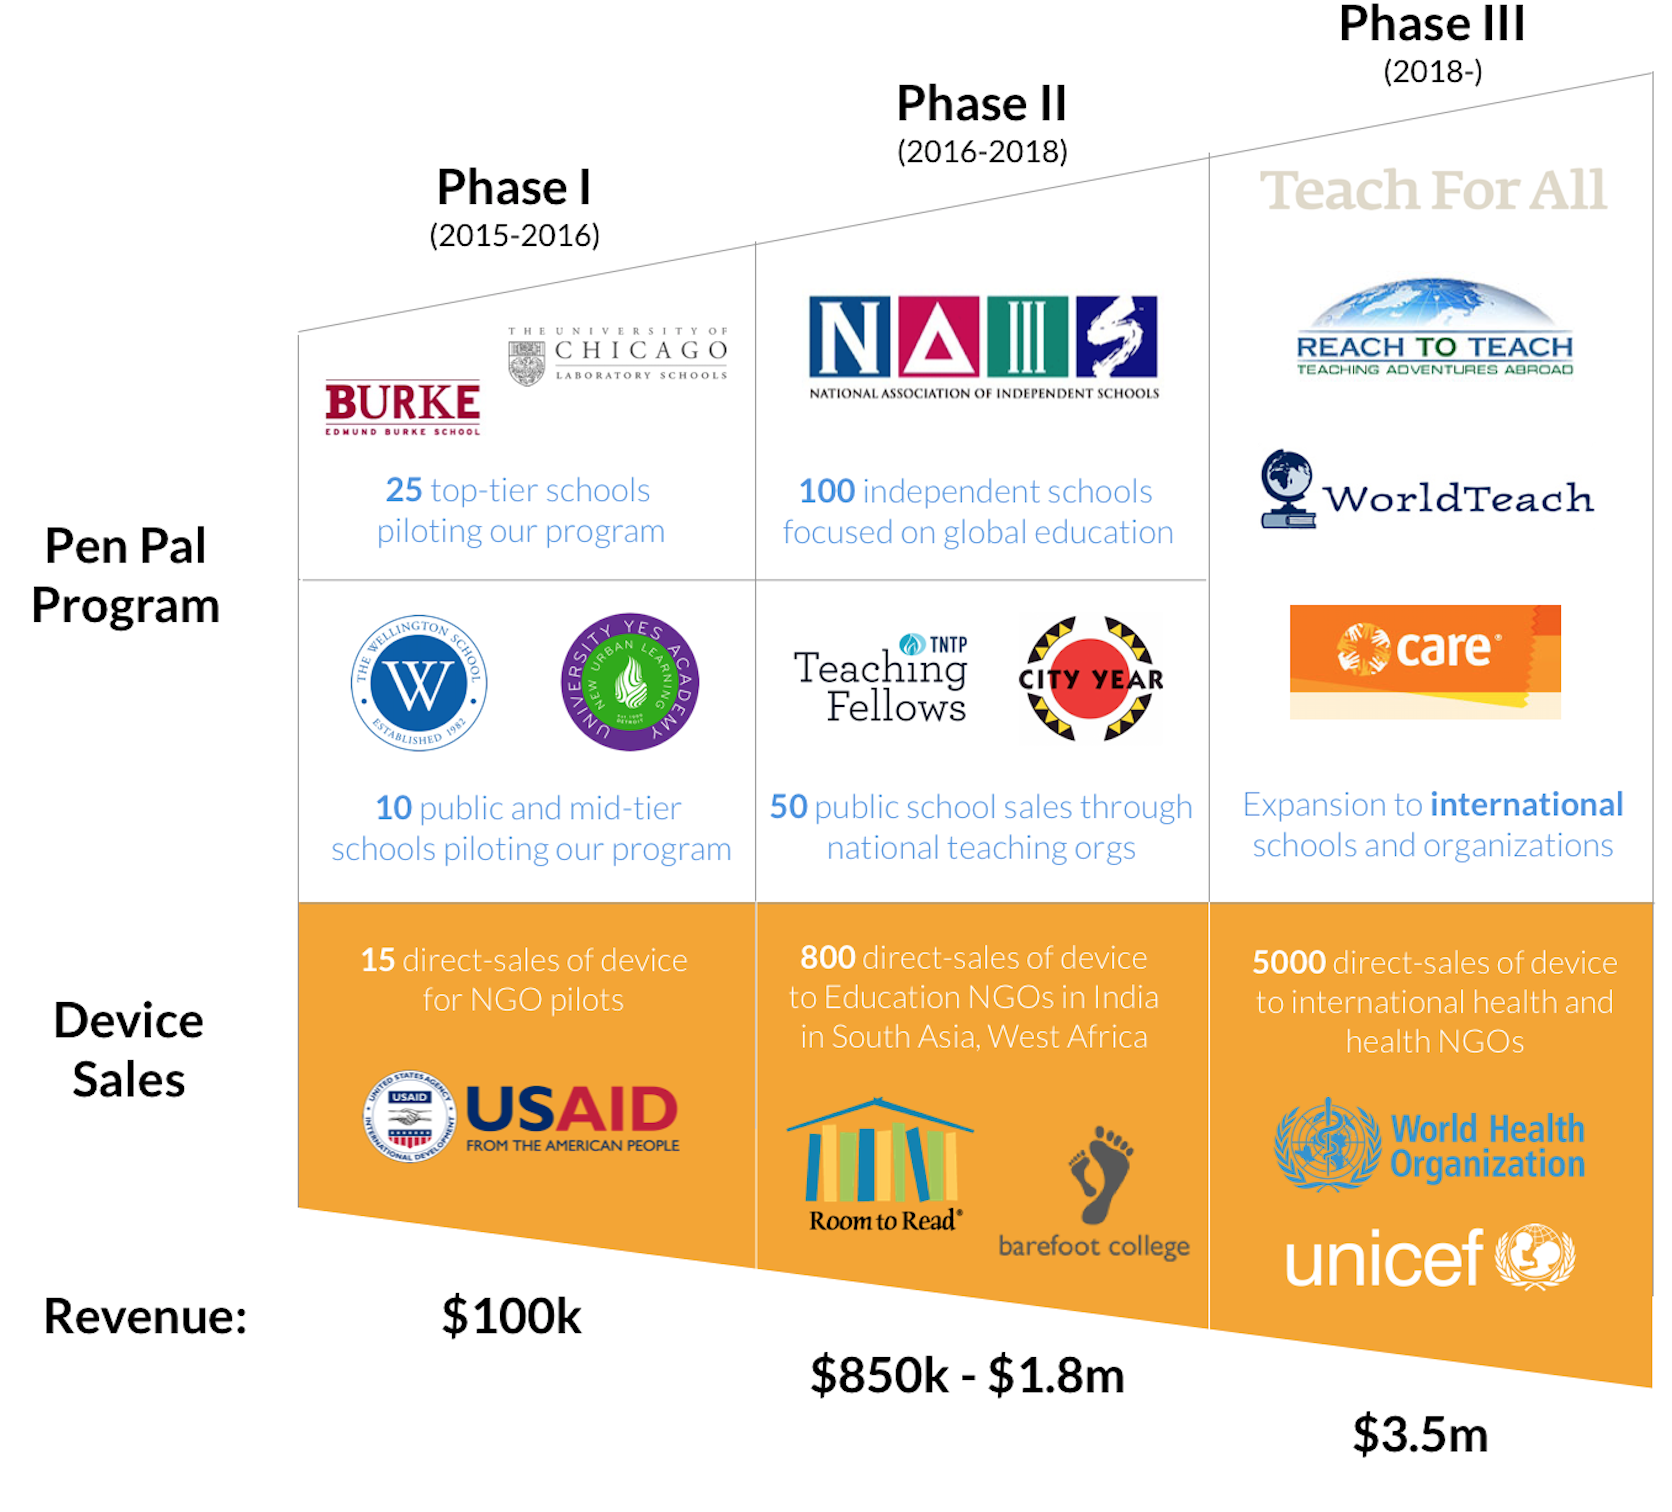 Phase I
(2015-2016)
Phase II
(2016-2018)
Phase III
(2018-)
Pen Pal
Program
BURKE
EDMUND BURKE SCHOOL
THE UNIVERSITY OF
CHICAGO
LABORATORY SCHOOLS
25 top-tier schools
piloting our program
NAIS
NATIONAL ASSOCIATION OF INDEPENDENT SCHOOLS
100 independent schools
focused on global education
Teach For All
REACH TO TEACH
TEACHING ADVENTURES ABROAD
WorldTeach
care®
Expansion to international
schools and organizations
THE WELLINGTON SCHOOL
W
ESTABLISHED 1982
UNIVERSITY YES ACADEMY
NEW URBAN LEARNING
DETROIT
10 public and mid-tier
schools piloting our program
TNTP
Teaching
Fellows
CITY YEAR
50 public school sales through
national teaching orgs
Device
Sales
15 direct-sales of device
for NGO pilots
UNITED STATES AGENCY
USAID
INTERNATIONAL DEVELOPMENT
USAID
FROM THE AMERICAN PEOPLE
800 direct-sales of device
to Education NGOs in India
in South Asia, West Africa
Room to Read®
barefoot college
5000 direct-sales of device
to international health and
health NGOs
World Health
Organization
unicef
Revenue:
$100k
$850k - $1.8m
$3.5m